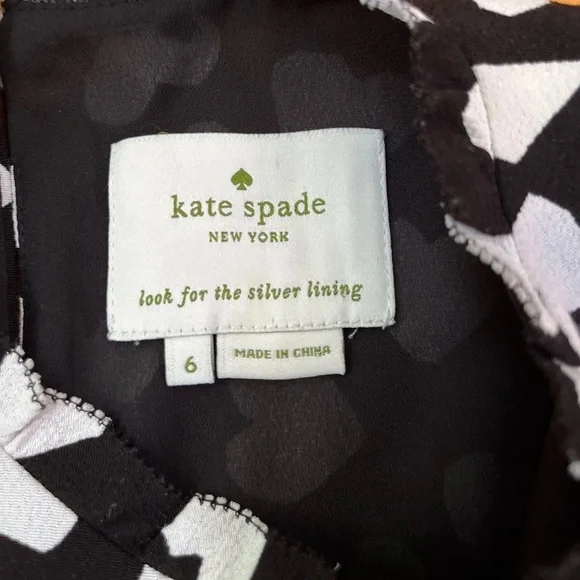 kate spade
NEW YORK
look for the silver lining
6
MADE IN CHINA